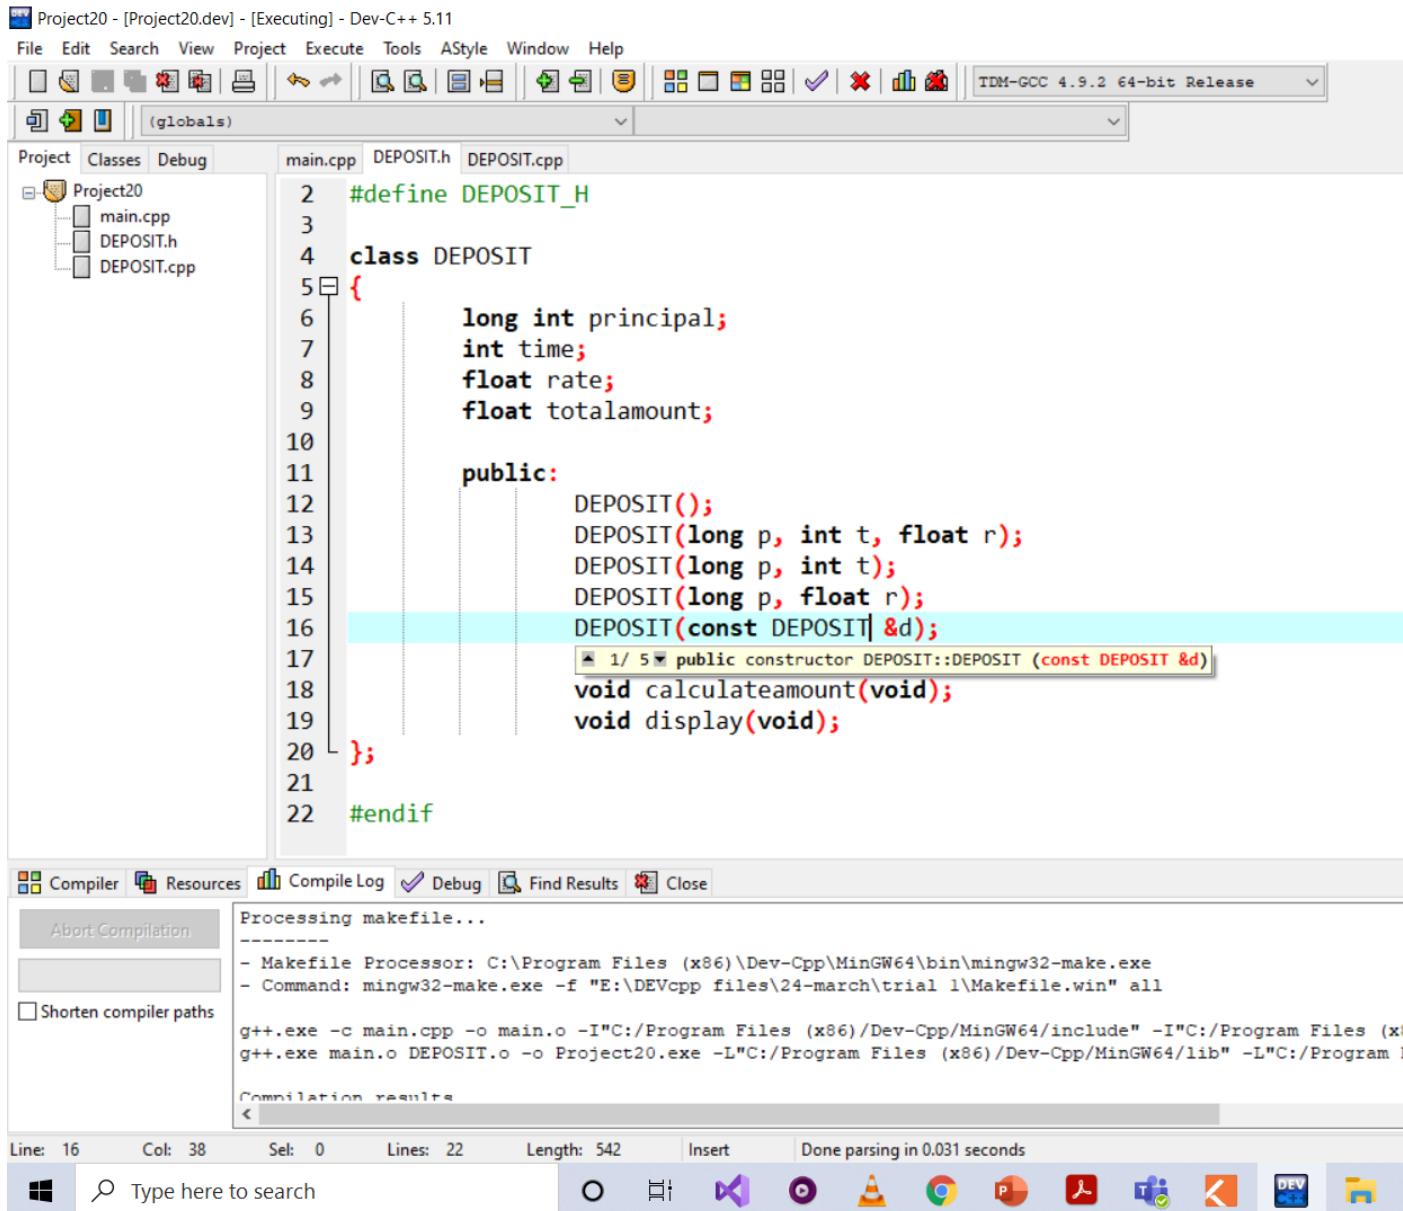 Project20 - [Project20.dev] - [Executing] - Dev-C++ 5.11
File Edit Search View Project Execute Tools AStyle Window Help
TDM-GCC 4.9.2 64-bit Release
(globals)
Project Classes Debug
main.cpp DEPOSIT.h DEPOSIT.cpp
Project20
main.cpp
DEPOSIT.h
DEPOSIT.cpp
2 #define DEPOSIT_H
3
4 class DEPOSIT
5 {
6 long int principal;
7 int time;
8 float rate;
9 float totalamount;
10
11 public:
12 DEPOSIT();
13 DEPOSIT(long p, int t, float r);
14 DEPOSIT(long p, int t);
15 DEPOSIT(long p, float r);
16 DEPOSIT(const DEPOSIT &d);
17
1/ 5 public constructor DEPOSIT::DEPOSIT (const DEPOSIT &d)
18 void calculateamount(void);
19 void display(void);
20 };
21
22 #endif
Compiler Resources Compile Log Debug Find Results Close
Abort Compilation
Shorten compiler paths
Processing makefile...
--------
- Makefile Processor: C:\Program Files (x86)\Dev-Cpp\MinGW64\bin\mingw32-make.exe
- Command: mingw32-make.exe -f "E:\DEVcpp files\24-march\trial 1\Makefile.win" all
g++.exe -c main.cpp -o main.o -I"C:/Program Files (x86)/Dev-Cpp/MinGW64/include" -I"C:/Program Files
g++.exe main.o DEPOSIT.o -o Project20.exe -L"C:/Program Files (x86)/Dev-Cpp/MinGW64/lib" -L"C:/Program
Compilation results
Line: 16 Col: 38 Sel: 0 Lines: 22 Length: 542 Insert Done parsing in 0.031 seconds
Type here to search
DEV C++